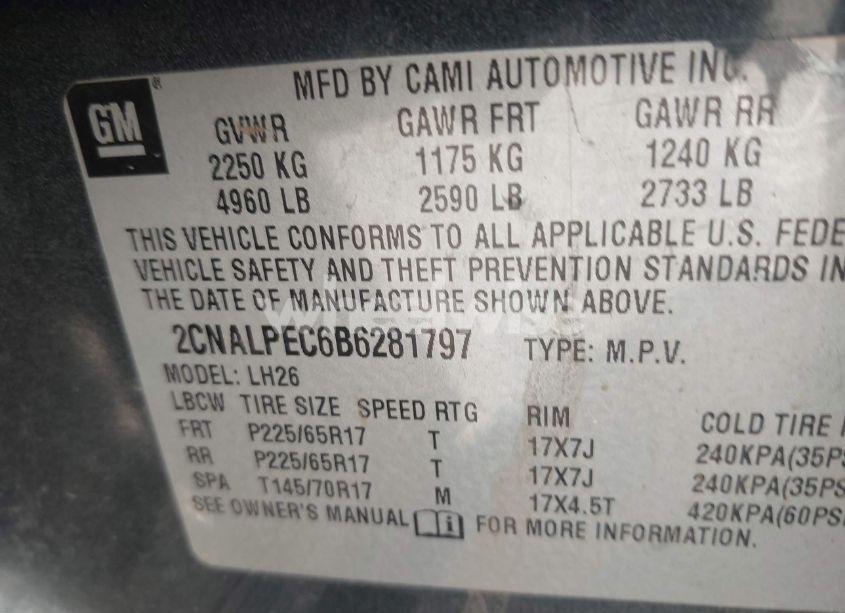 GM ®
MFD BY CAMI AUTOMOTIVE INC.
GVWR GAWR FRT GAWR RR
2250 KG 1175 KG 1240 KG
4960 LB 2590 LB 2733 LB
THIS VEHICLE CONFORMS TO ALL APPLICABLE U.S. FEDE
VEHICLE SAFETY AND THEFT PREVENTION STANDARDS IN
THE DATE OF MANUFACTURE SHOWN ABOVE.
2CNALPEC6B6281797 TYPE: M.P.V.
MODEL: LH26
LBCW TIRE SIZE SPEED RTG RIM COLD TIRE
FRT P225/65R17 T 17X7J 240KPA(35PS
RR P225/65R17 T 17X7J 240KPA(35PS
SPA T145/70R17 M 17X4.5T 420KPA(60PS
SEE OWNER'S MANUAL i FOR MORE INFORMATION.